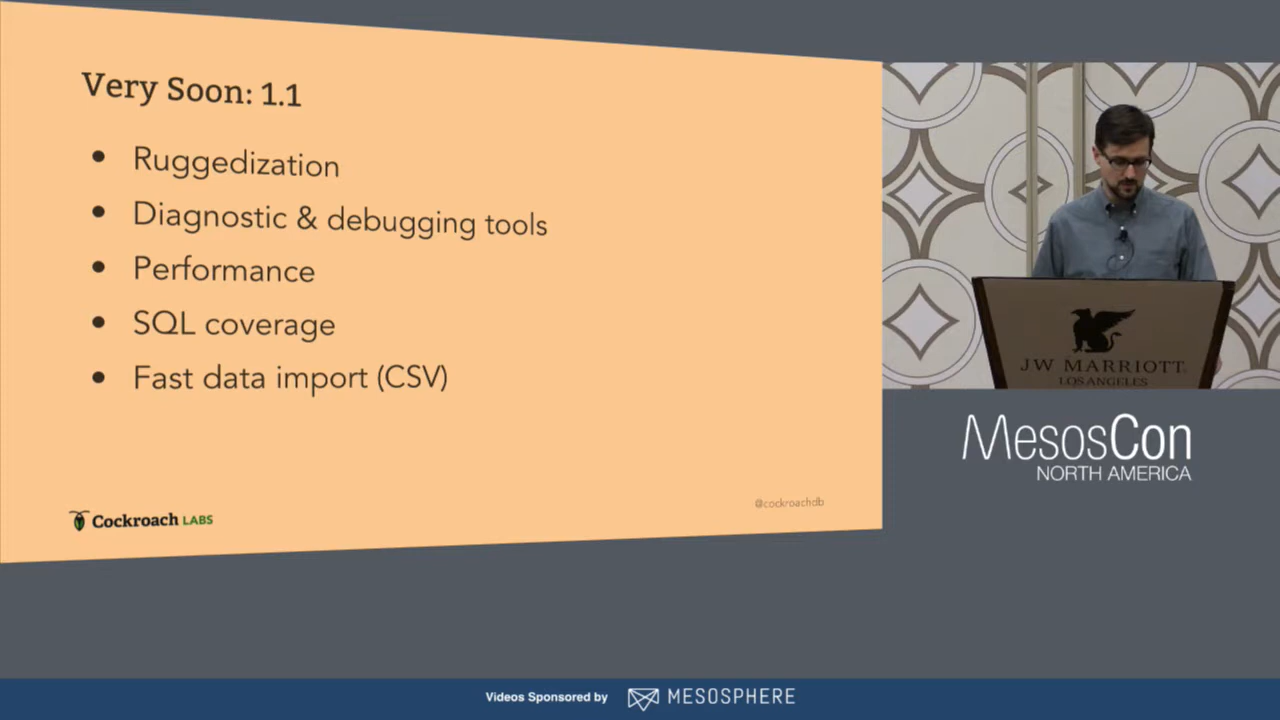 Very Soon: 1.1
Ruggedization
Diagnostic & debugging tools
Performance
SQL coverage
Fast data import (CSV)
Cockroach LABS
@cockroachdb
JW MARRIOTT
LOS ANGELES
MesosCon
NORTH AMERICA
Videos Sponsored by
MESOSPHERE